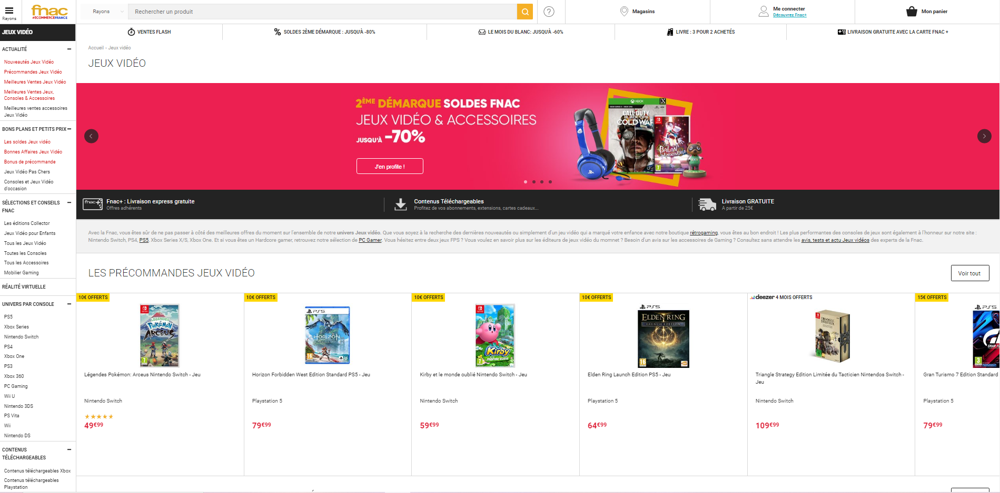 Rayons
fnac
#ECOMMERCEFRANCE
Rayons
Rechercher un produit
?
Magasins
Me connecter
Découvrez Fnac+
Mon panier
VENTES FLASH
SOLDES 2ÈME DÉMARQUE : JUSQU'À -80%
LE MOIS DU BLANC: JUSQU'À -60%
LIVRE : 3 POUR 2 ACHETÉS
LIVRAISON GRATUITE AVEC LA CARTE FNAC +
JEUX VIDÉO
ACTUALITÉ
Nouveautés Jeux Vidéo
Précommandes Jeux Vidéo
Meilleures Ventes Jeux Vidéo
Meilleures Ventes Jeux,
Consoles & Accessoires
Meilleures ventes accessoires
Jeux Vidéo
BONS PLANS ET PETITS PRIX
Les soldes Jeux vidéo
Bonnes Affaires Jeux Vidéo
Bonus de précommande
Jeux Vidéo Pas Chers
Consoles et Jeux Vidéo
d'occasion
SÉLECTIONS ET CONSEILS
FNAC
Les éditions Collector
Jeux Vidéo pour Enfants
Tous les Jeux Vidéo
Toutes les Consoles
Tous les Accessoires
Mobilier Gaming
RÉALITÉ VIRTUELLE
UNIVERS PAR CONSOLE
PS5
Xbox Series
Nintendo Switch
PS4
Xbox One
PS3
Xbox 360
PC Gaming
Wii U
Nintendo 3DS
PS Vita
Wii
Nintendo DS
CONTENUS
TÉLÉCHARGEABLES
Contenus téléchargeables Xbox
Contenus téléchargeables
Playstation
Accueil › Jeux vidéo
JEUX VIDÉO
2ÈME DÉMARQUE SOLDES FNAC
JEUX VIDÉO & ACCESSOIRES
JUSQU'À -70%
J'en profite !
XBOX
CALL OF DUTY
BLACK OPS
COLD WAR
BALAN
WONDERWORLD
7
fnac+
Fnac+ : Livraison express gratuite
Offres adhérents
Contenus Téléchargeables
Profitez de vos abonnements, extensions, cartes cadeaux...
Livraison GRATUITE
A partir de 25€
Avec la Fnac, vous êtes sûr de ne pas passer à côté des meilleures offres du moment sur l'ensemble de notre univers Jeux vidéo. Que vous soyez à la recherche des dernières nouveautés ou simplement d'un jeu vidéo qui a marqué votre enfance avec notre boutique rétrogaming, vous êtes au bon endroit ! Les plus performantes des consoles de jeux sont également à l'honneur sur notre site :
Nintendo Switch, PS4, PS5, Xbox Series X/S, Xbox One. Et si vous êtes un Hardcore gamer, retrouvez notre sélection de PC Gamer. Vous hésitez entre deux jeux FPS ? Vous voulez en savoir plus sur les éditeurs de jeux vidéo du momnet ? Besoin d'un avis sur les accessoires de Gaming ? Consultez sans attendre les avis, tests et actu Jeux vidéos des experts de la Fnac.
LES PRÉCOMMANDES JEUX VIDÉO
Voir tout
10€ OFFERTS
LÉGENDES
POKÉMON
ARCEUS
7
Légendes Pokémon: Arceus Nintendo Switch - Jeu
Nintendo Switch
49€99
10€ OFFERTS
PS5
HORIZON
16
Horizon Forbidden West Edition Standard PS5 - Jeu
Playstation 5
79€99
10€ OFFERTS
Kirby
et le
monde oublié
7
Kirby et le monde oublié Nintendo Switch - Jeu
Nintendo Switch
59€99
10€ OFFERTS
PS5
ELDEN RING
LAUNCH EDITION
16
Elden Ring Launch Edition PS5 - Jeu
Playstation 5
64€99
deezer 4 MOIS OFFERTS
TRIANGLE
STRATEGY
Triangle Strategy Edition Limitée du Tacticien Nintendos Switch -
Jeu
Nintendo Switch
109€99
15€ OFFERTS
PS5
GRAN TU
3
Gran Turismo 7 Edition Standard
Playstation 5
79€99